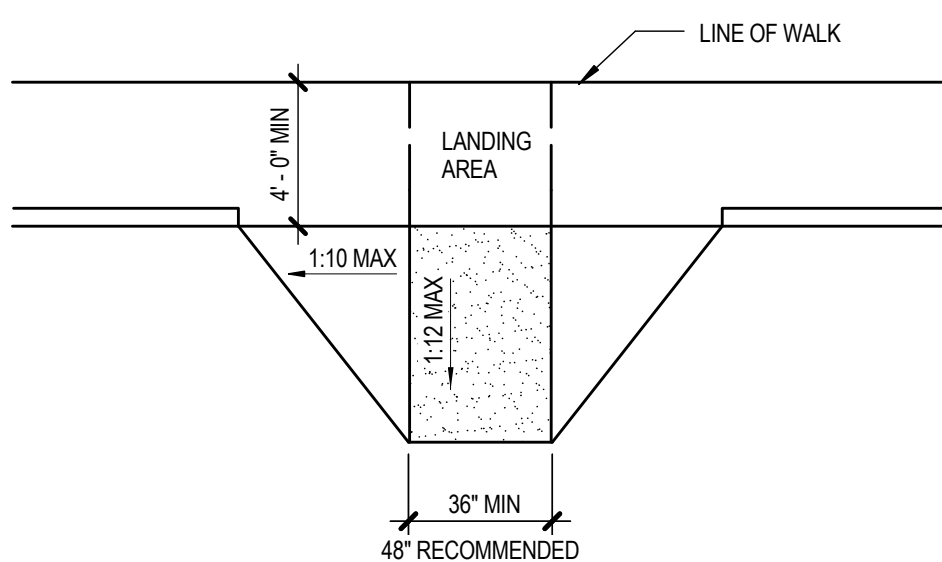 LINE OF WALK
4' - 0" MIN
LANDING
AREA
1:10 MAX
1:12 MAX
36" MIN
48" RECOMMENDED